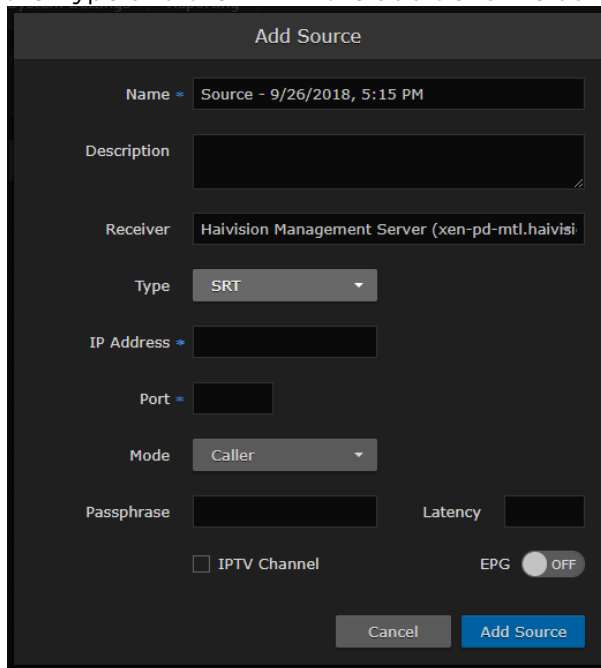 Add Source
Name * Source - 9/26/2018, 5:15 PM
Description
Receiver Haivision Management Server (xen-pd-mtl.haivisi
Type SRT
IP Address *
Port *
Mode Caller
Passphrase Latency
IPTV Channel EPG OFF
Cancel Add Source